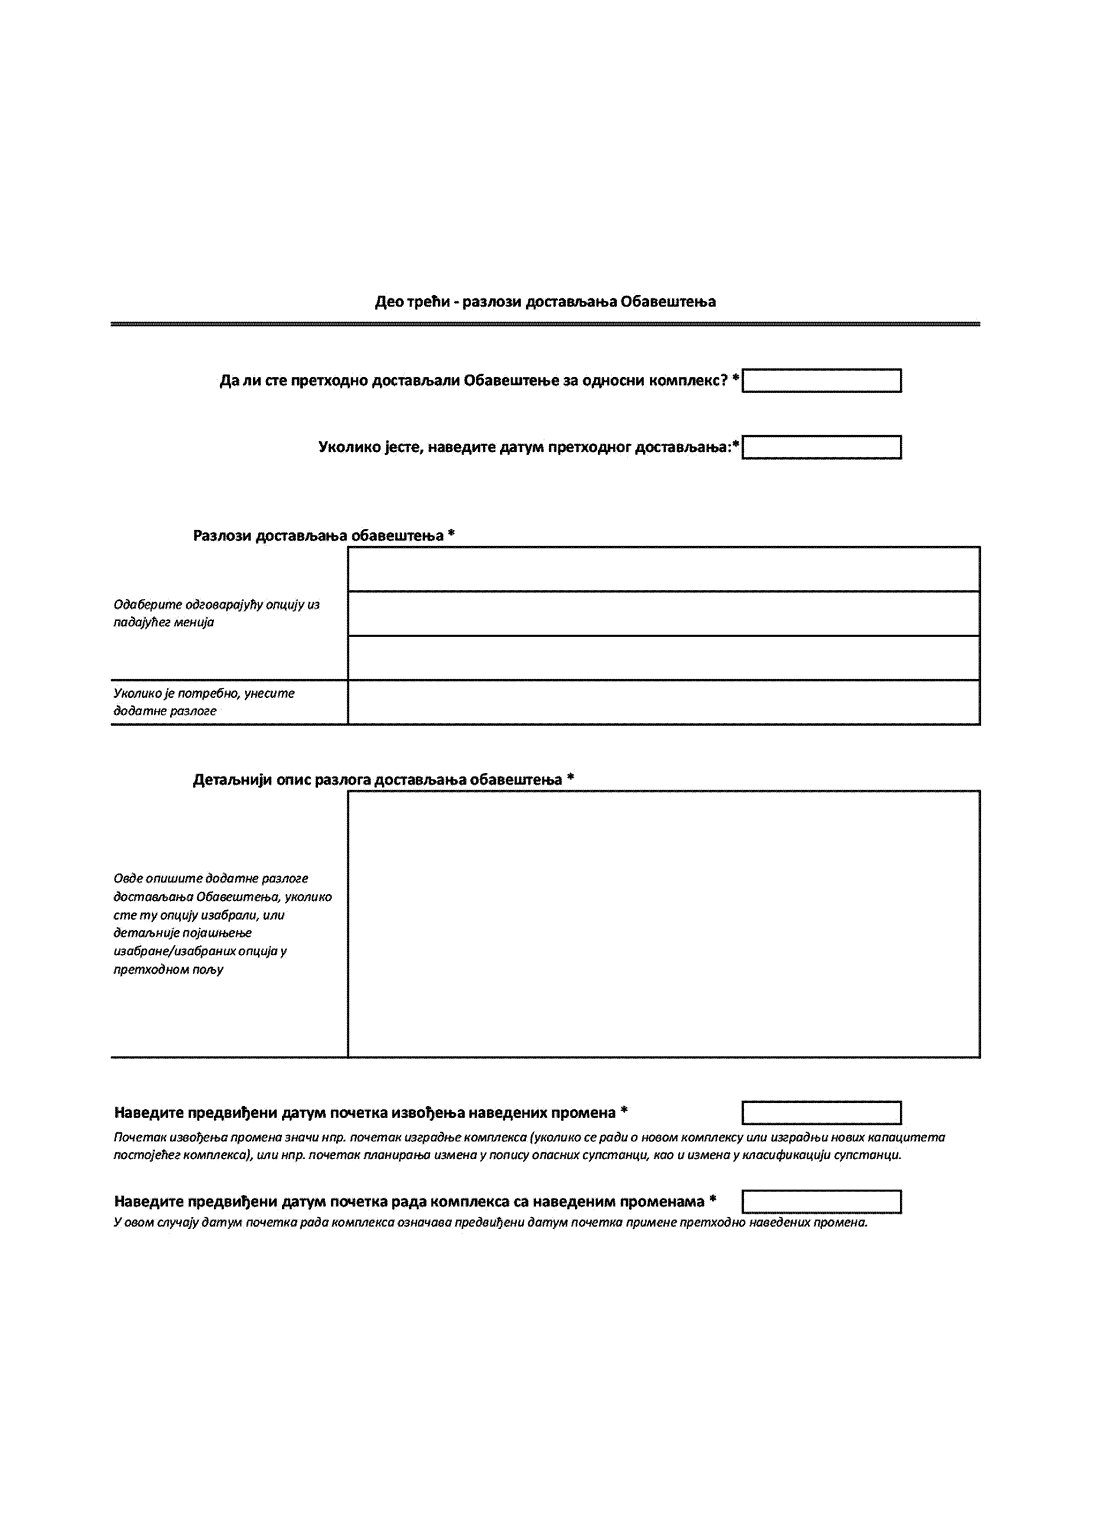 Део трећи - разлози достављања Обавештења
Да ли сте претходно достављали Обавештење за односни комплекс? *
Уколико јесте, наведите датум претходног достављања:*
Разлози достављања обавештења *
Одаберите одговарајућу опцију из
падајућег менија
Уколико је потребно, унесите
додатне разлоге
Детаљнији опис разлога достављања обавештења *
Овде опишите додатне разлоге
достављања Обавештења, уколико
сте ту опцију изабрали, или
детаљније појашњење
изабране/изабраних опција у
претходном пољу
Наведите предвиђени датум почетка извођења наведених промена *
Почетак извођења промена значи нпр. почетак изградње комплекса (уколико се ради о новом комплексу или изградњи нових капацитета
постојећег комплекса), или нпр. почетак планирања измена у попису опасних супстанци, као и измена у класификацији супстанци.
Наведите предвиђени датум почетка рада комплекса са наведеним променама *
У овом случају датум почетка рада комплекса означава предвиђени датум почетка примене претходно наведених промена.